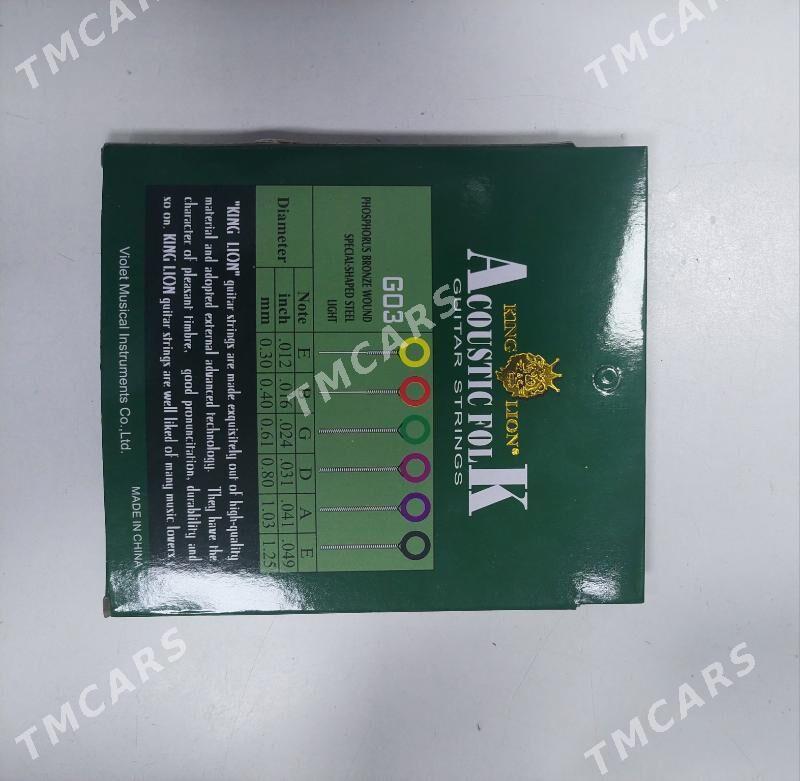 KING LION®
ACOUSTIC FOLK
GUITAR STRINGS
G03
PHOSPHORUS BRONZE WOUND
SPECIAL-SHAPED STEEL
LIGHT
Note E B G D A E
Diameter inch .012 .016 .024 .031 .041 .049
mm 0.30 0.40 0.61 0.80 1.03 1.25
"KING LION" guitar strings are made exquisitely out of high-quality
material and adopted external advanced technology. They have the
character of pleasant timbre, good pronuncitation, durablility and
so on. KING LION guitar strings are well liked of many music lovers.
Violet Musical Instruments Co.,Ltd.
MADE IN CHINA
TMCARS
TMCARS
TMCARS
TMCARS
TMCARS